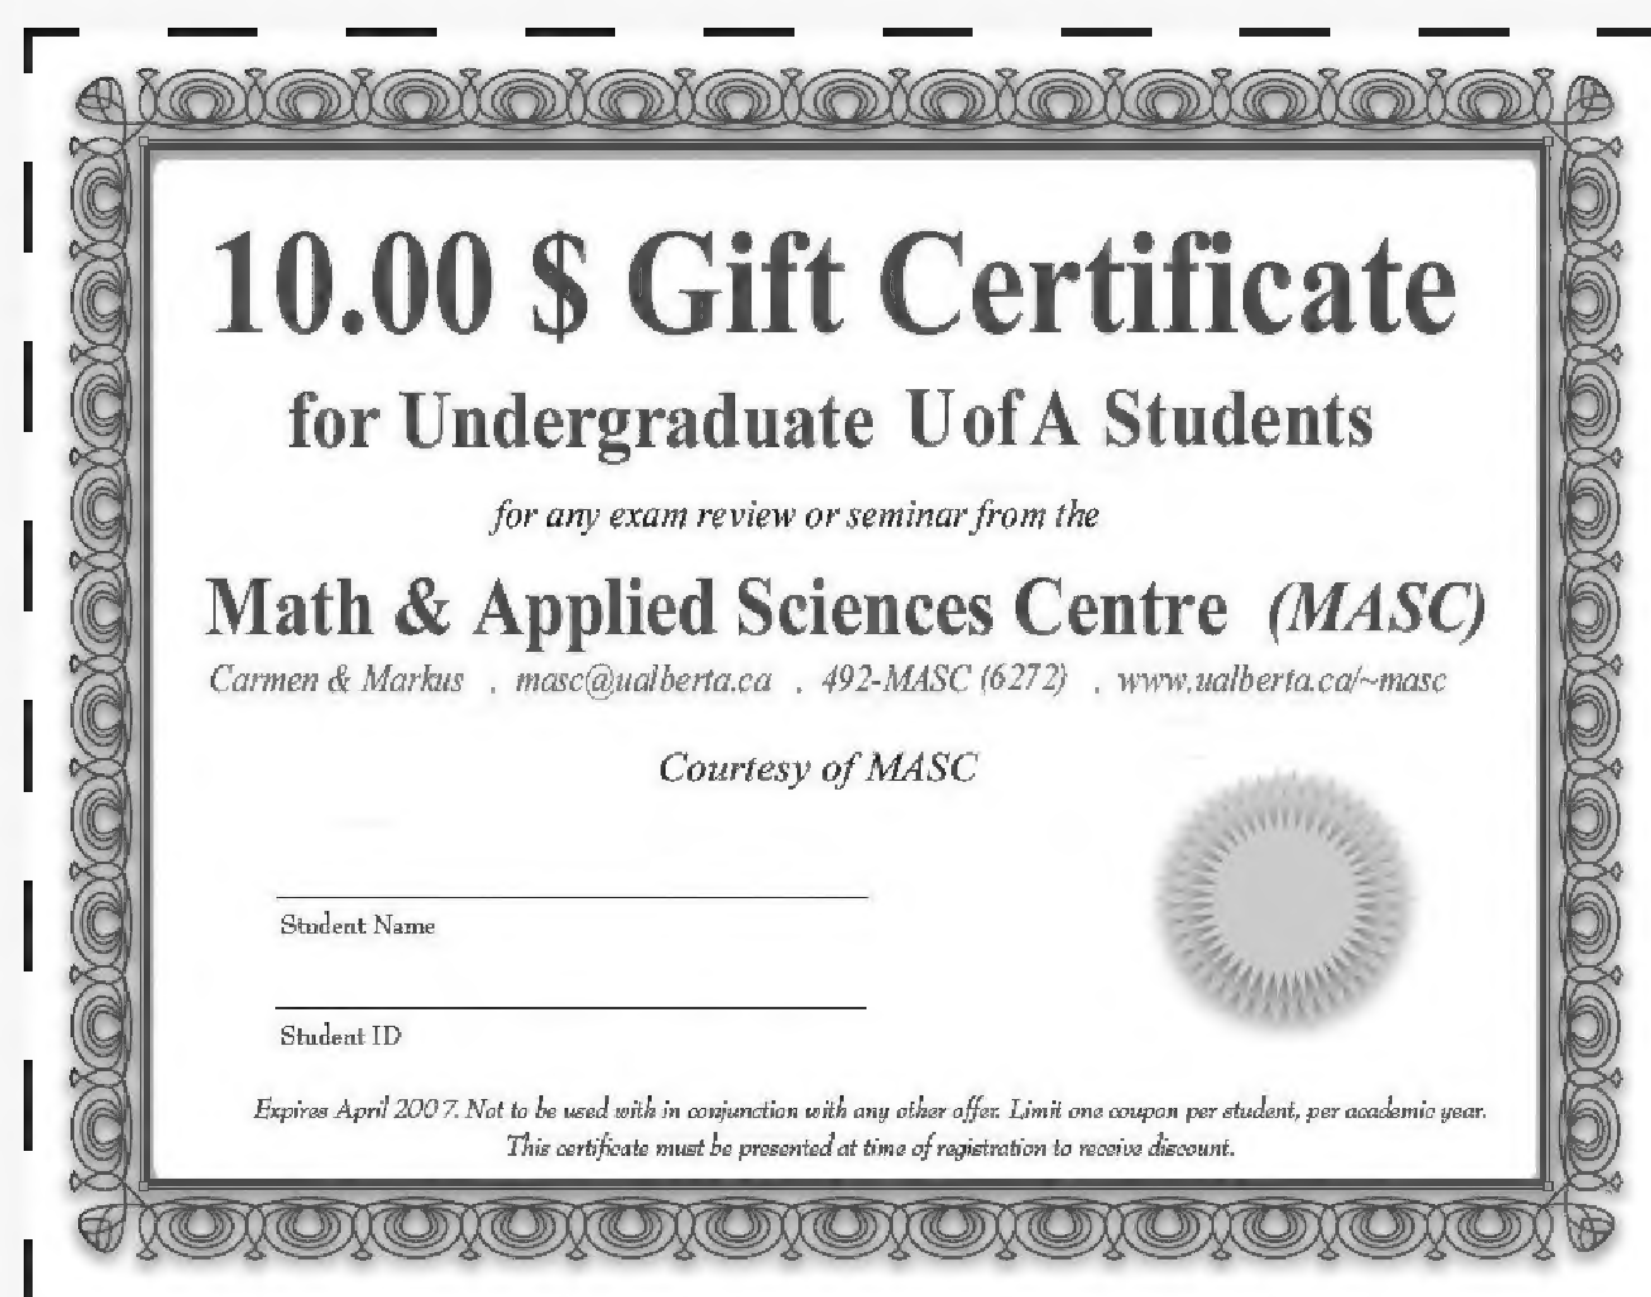 10.00 $ Gift Certificate
for Undergraduate U of A Students
for any exam review or seminar from the
Math & Applied Sciences Centre (MASC)
Carmen & Markus . masc@ualberta.ca . 492-MASC (6272) . www.ualberta.ca/~masc
Courtesy of MASC
Student Name
Student ID
Expires April 2007. Not to be used with in conjunction with any other offer. Limit one coupon per student, per academic year.
This certificate must be presented at time of registration to receive discount.